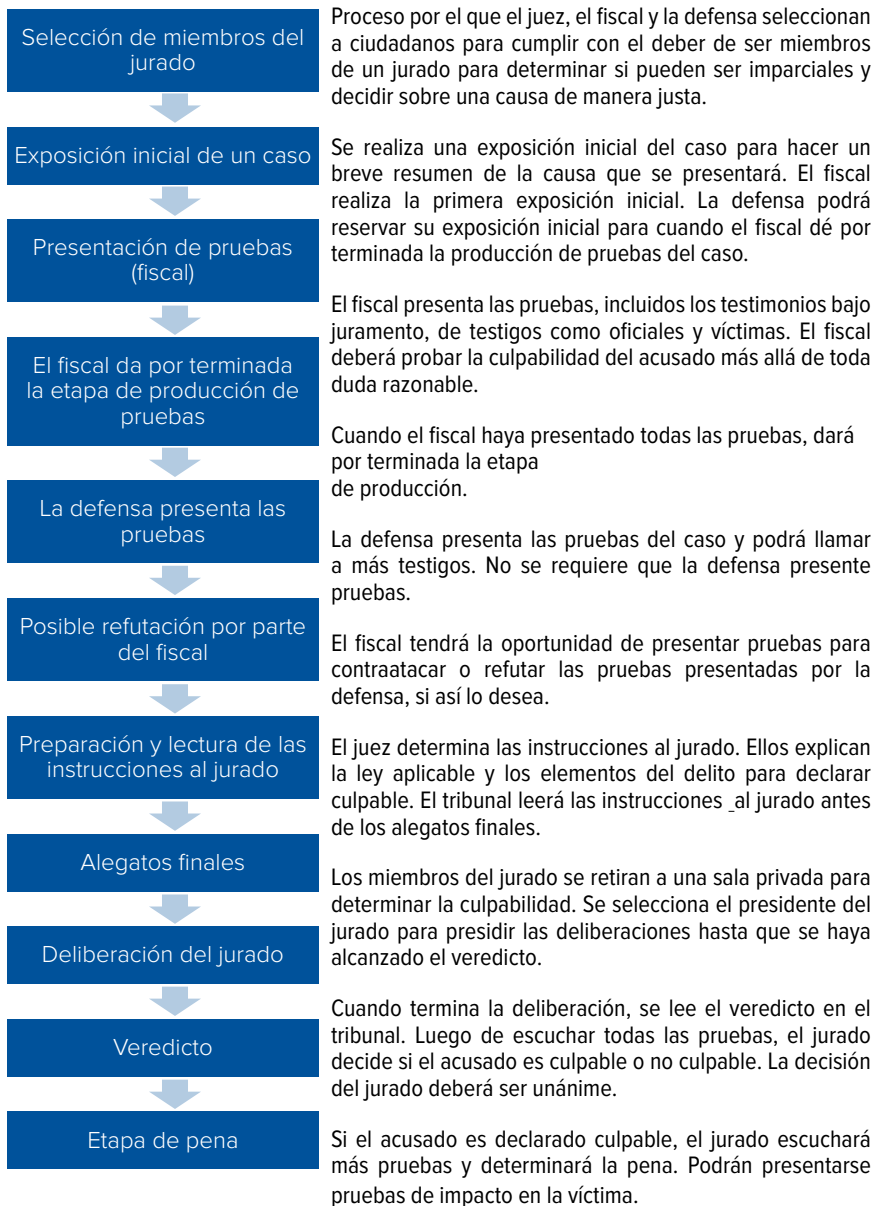 Selección de miembros del
jurado
Proceso por el que el juez, el fiscal y la defensa seleccionan
a ciudadanos para cumplir con el deber de ser miembros
de un jurado para determinar si pueden ser imparciales y
decidir sobre una causa de manera justa.
Exposición inicial de un caso
Se realiza una exposición inicial del caso para hacer un
breve resumen de la causa que se presentará. El fiscal
realiza la primera exposición inicial. La defensa podrá
reservar su exposición inicial para cuando el fiscal dé por
terminada la producción de pruebas del caso.
Presentación de pruebas
(fiscal)
El fiscal presenta las pruebas, incluidos los testimonios bajo
juramento, de testigos como oficiales y víctimas. El fiscal
deberá probar la culpabilidad del acusado más allá de toda
duda razonable.
El fiscal da por terminada
la etapa de producción de
pruebas
Cuando el fiscal haya presentado todas las pruebas, dará
por terminada la etapa
de producción.
La defensa presenta las
pruebas
La defensa presenta las pruebas del caso y podrá llamar
a más testigos. No se requiere que la defensa presente
pruebas.
Posible refutación por parte
del fiscal
El fiscal tendrá la oportunidad de presentar pruebas para
contraatacar o refutar las pruebas presentadas por la
defensa, si así lo desea.
Preparación y lectura de las
instrucciones al jurado
El juez determina las instrucciones al jurado. Ellos explican
la ley aplicable y los elementos del delito para declarar
culpable. El tribunal leerá las instrucciones _al jurado antes
de los alegatos finales.
Alegatos finales
Deliberación del jurado
Los miembros del jurado se retiran a una sala privada para
determinar la culpabilidad. Se selecciona el presidente del
jurado para presidir las deliberaciones hasta que se haya
alcanzado el veredicto.
Veredicto
Cuando termina la deliberación, se lee el veredicto en el
tribunal. Luego de escuchar todas las pruebas, el jurado
decide si el acusado es culpable o no culpable. La decisión
del jurado deberá ser unánime.
Etapa de pena
Si el acusado es declarado culpable, el jurado escuchará
más pruebas y determinará la pena. Podrán presentarse
pruebas de impacto en la víctima.